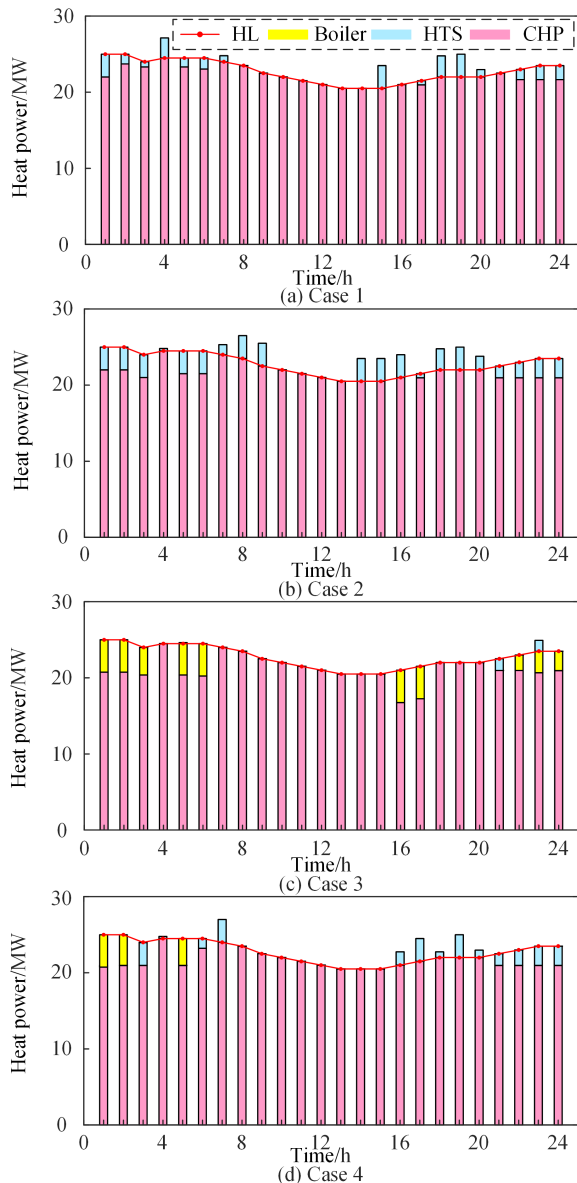 30
HL Boiler HTS CHP
20
10
0
Heat power/MW
0 4 8 12 16 20 24
Time/h
(a) Case 1
30
20
10
0
Heat power/MW
0 4 8 12 16 20 24
Time/h
(b) Case 2
30
20
10
0
Heat power/MW
0 4 8 12 16 20 24
Time/h
(c) Case 3
30
20
10
0
Heat power/MW
0 4 8 12 16 20 24
Time/h
(d) Case 4